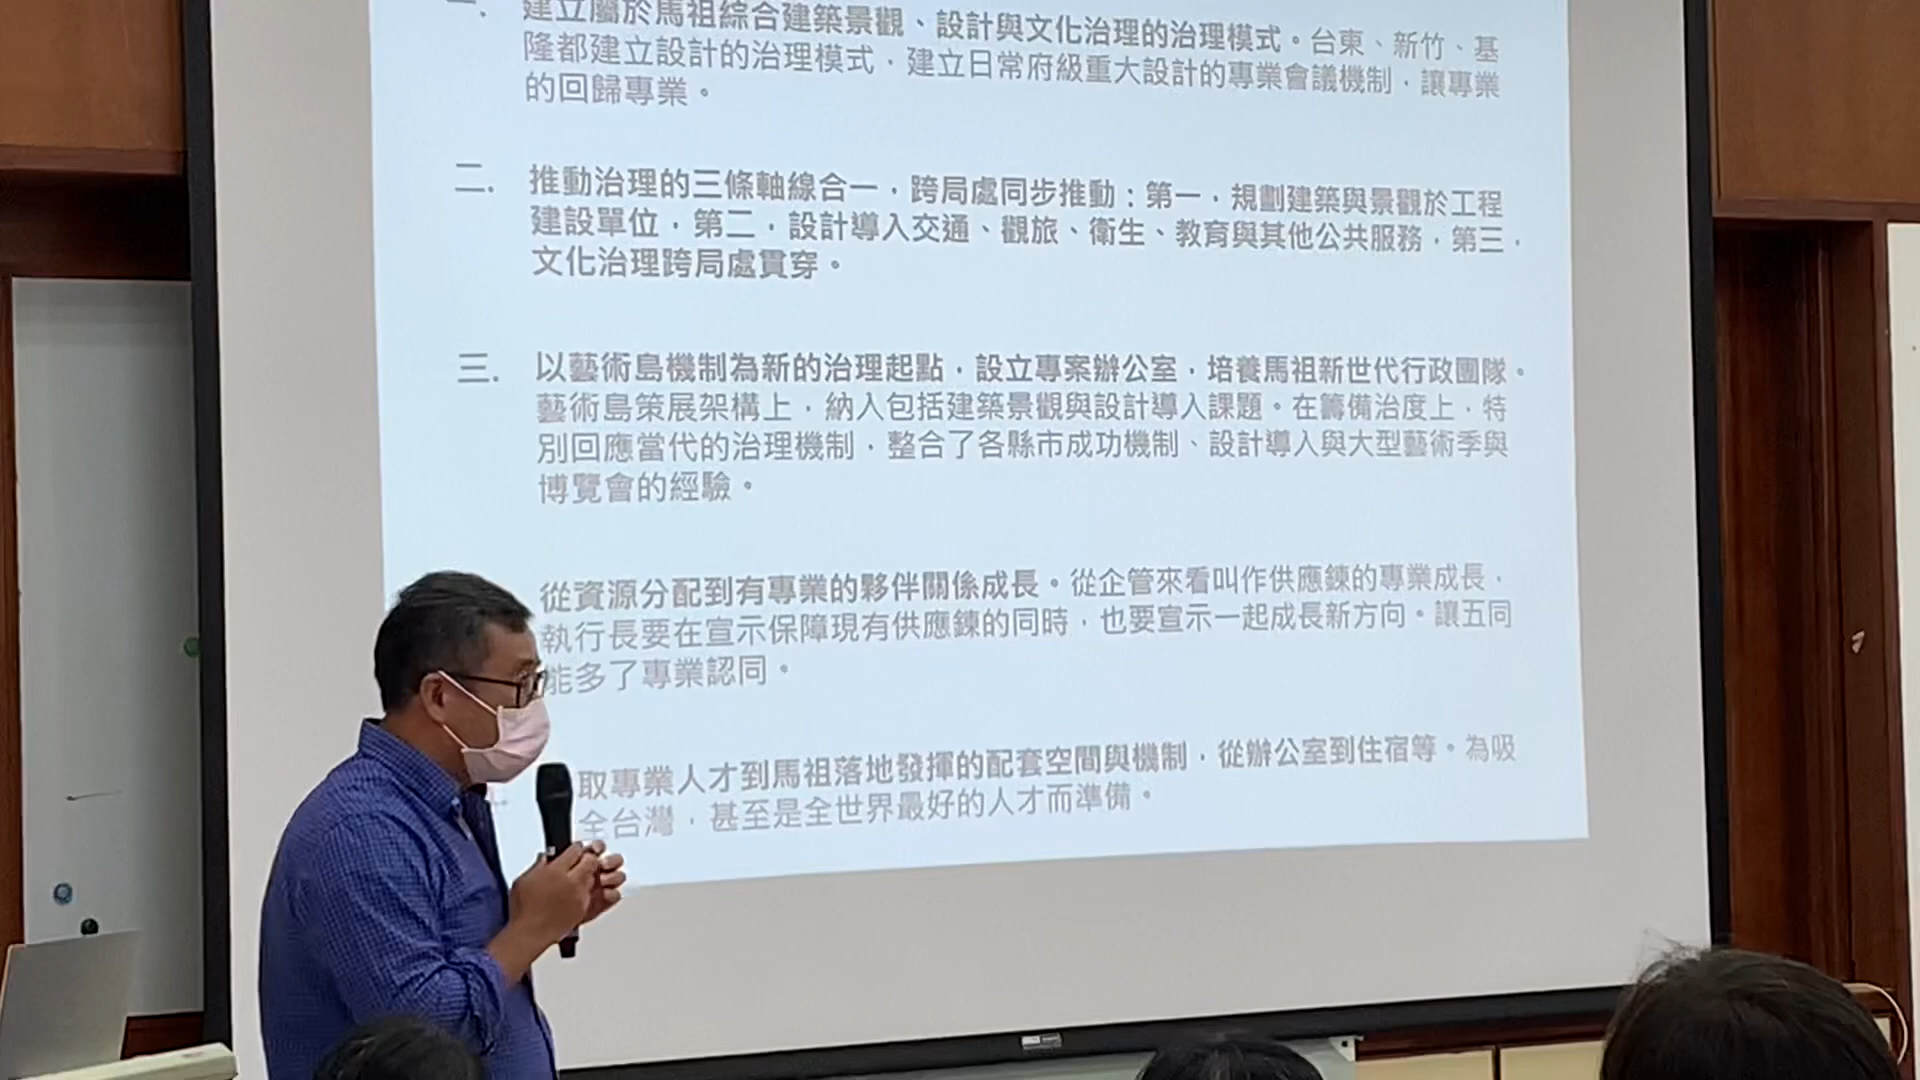 一. 建立屬於馬祖綜合建築景觀、設計與文化治理的治理模式。台東、新竹、基
隆都建立設計的治理模式，建立日常府級重大設計的專業會議機制，讓專業
的回歸專業。
二. 推動治理的三條軸線合一，跨局處同步推動：第一，規劃建築與景觀於工程
建設單位，第二，設計導入交通、觀旅、衛生、教育與其他公共服務，第三，
文化治理跨局處貫穿。
三. 以藝術島機制為新的治理起點，設立專案辦公室，培養馬祖新世代行政團隊。
藝術島策展架構上，納入包括建築景觀與設計導入課題。在籌備治度上，特
別回應當代的治理機制，整合了各縣市成功機制、設計導入與大型藝術季與
博覽會的經驗。
從資源分配到有專業的夥伴關係成長。從企管來看叫作供應鍊的專業成長，
執行長要在宣示保障現有供應鍊的同時，也要宣示一起成長新方向。讓五同
能多了專業認同。
取專業人才到馬祖落地發揮的配套空間與機制，從辦公室到住宿等。為吸
全台灣，甚至是全世界最好的人才而準備。